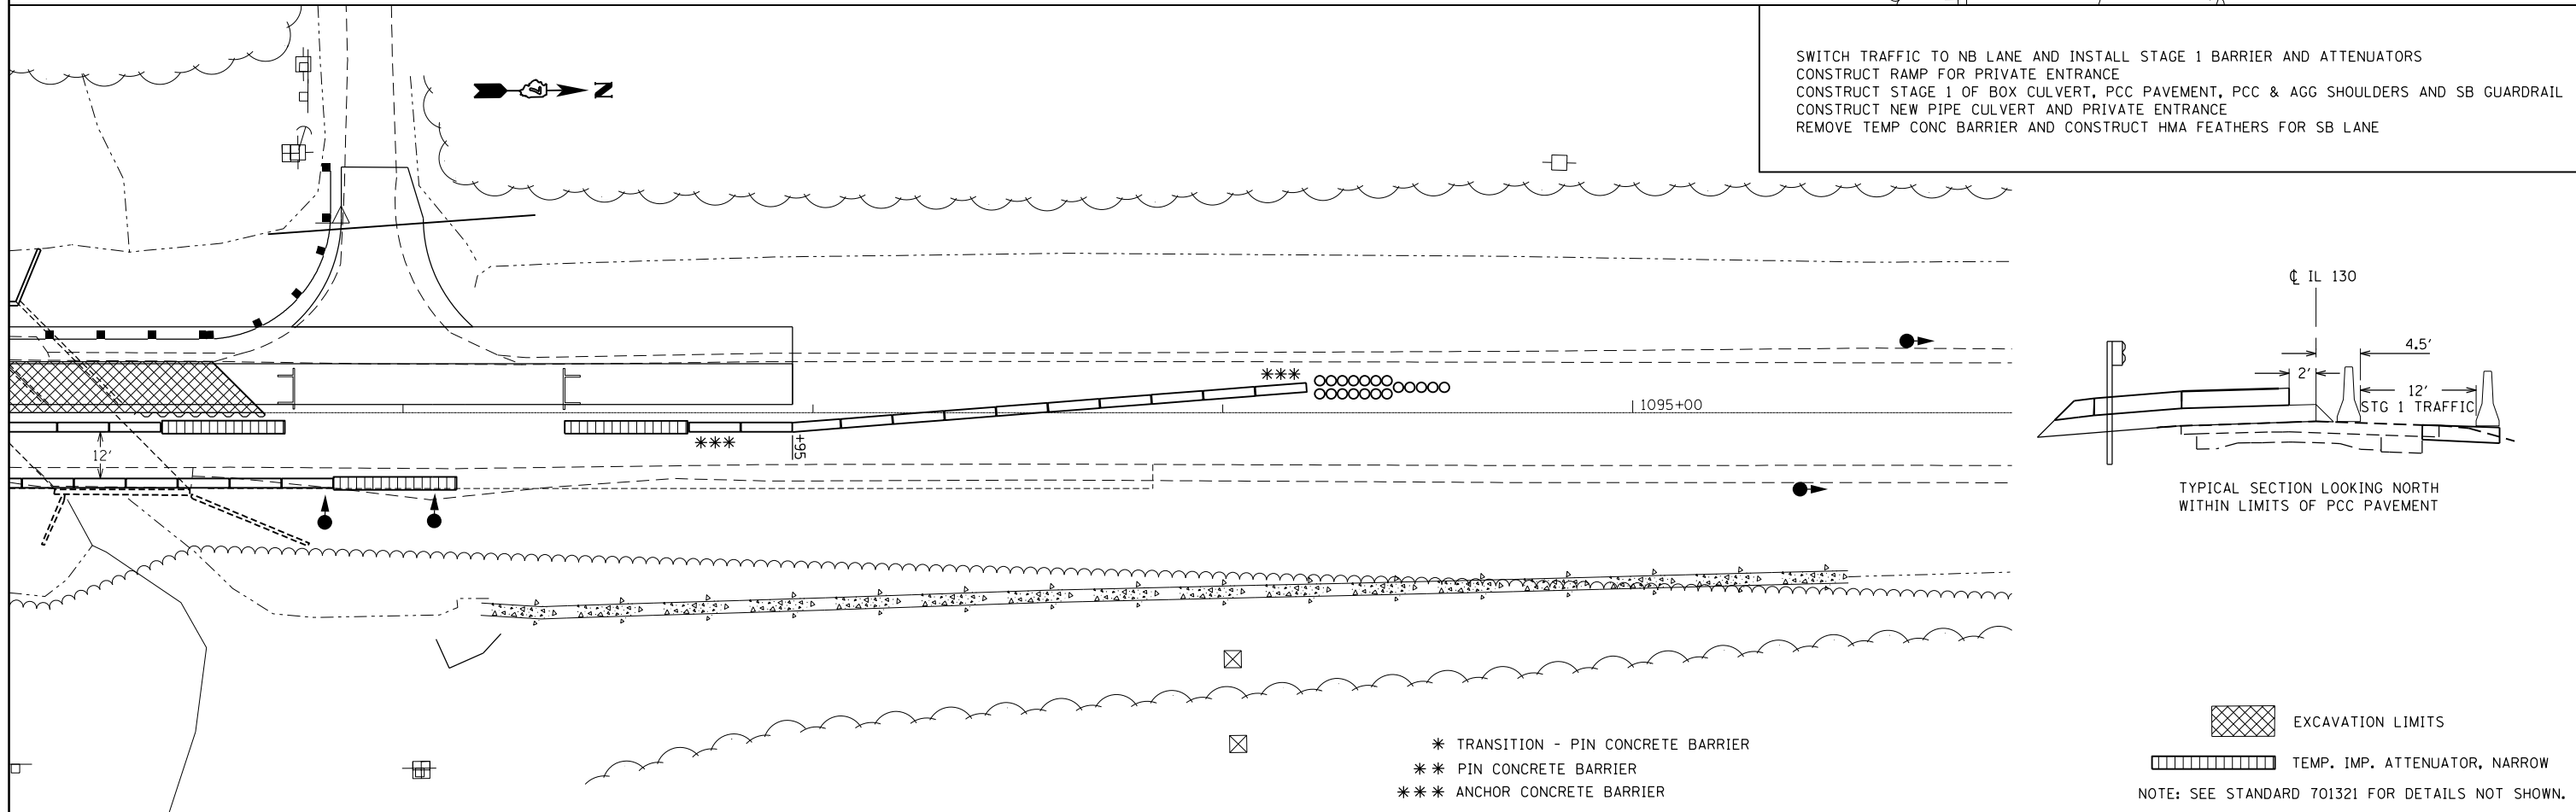 SWITCH TRAFFIC TO NB LANE AND INSTALL STAGE 1 BARRIER AND ATTENUATORS
CONSTRUCT RAMP FOR PRIVATE ENTRANCE
CONSTRUCT STAGE 1 OF BOX CULVERT, PCC PAVEMENT, PCC & AGG SHOULDERS AND SB GUARDRAIL
CONSTRUCT NEW PIPE CULVERT AND PRIVATE ENTRANCE
REMOVE TEMP CONC BARRIER AND CONSTRUCT HMA FEATHERS FOR SB LANE
N
℄ IL 130
4.5'
2'
12'
STG 1 TRAFFIC
***
1095+00
***
+95
12'
TYPICAL SECTION LOOKING NORTH
WITHIN LIMITS OF PCC PAVEMENT
EXCAVATION LIMITS
* TRANSITION - PIN CONCRETE BARRIER
** PIN CONCRETE BARRIER
*** ANCHOR CONCRETE BARRIER
TEMP. IMP. ATTENUATOR, NARROW
NOTE: SEE STANDARD 701321 FOR DETAILS NOT SHOWN.